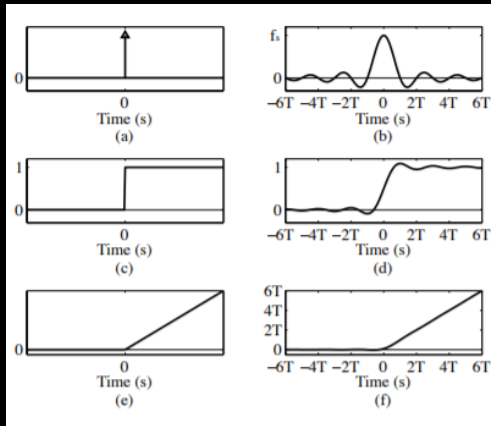 0
0
Time (s)
(a)
fₛ
0
−6T −4T −2T 0 2T 4T 6T
Time (s)
(b)
1
0
0
Time (s)
(c)
1
0
−6T −4T −2T 0 2T 4T 6T
Time (s)
(d)
0
0
Time (s)
(e)
6T
4T
2T
0
−6T −4T −2T 0 2T 4T 6T
Time (s)
(f)